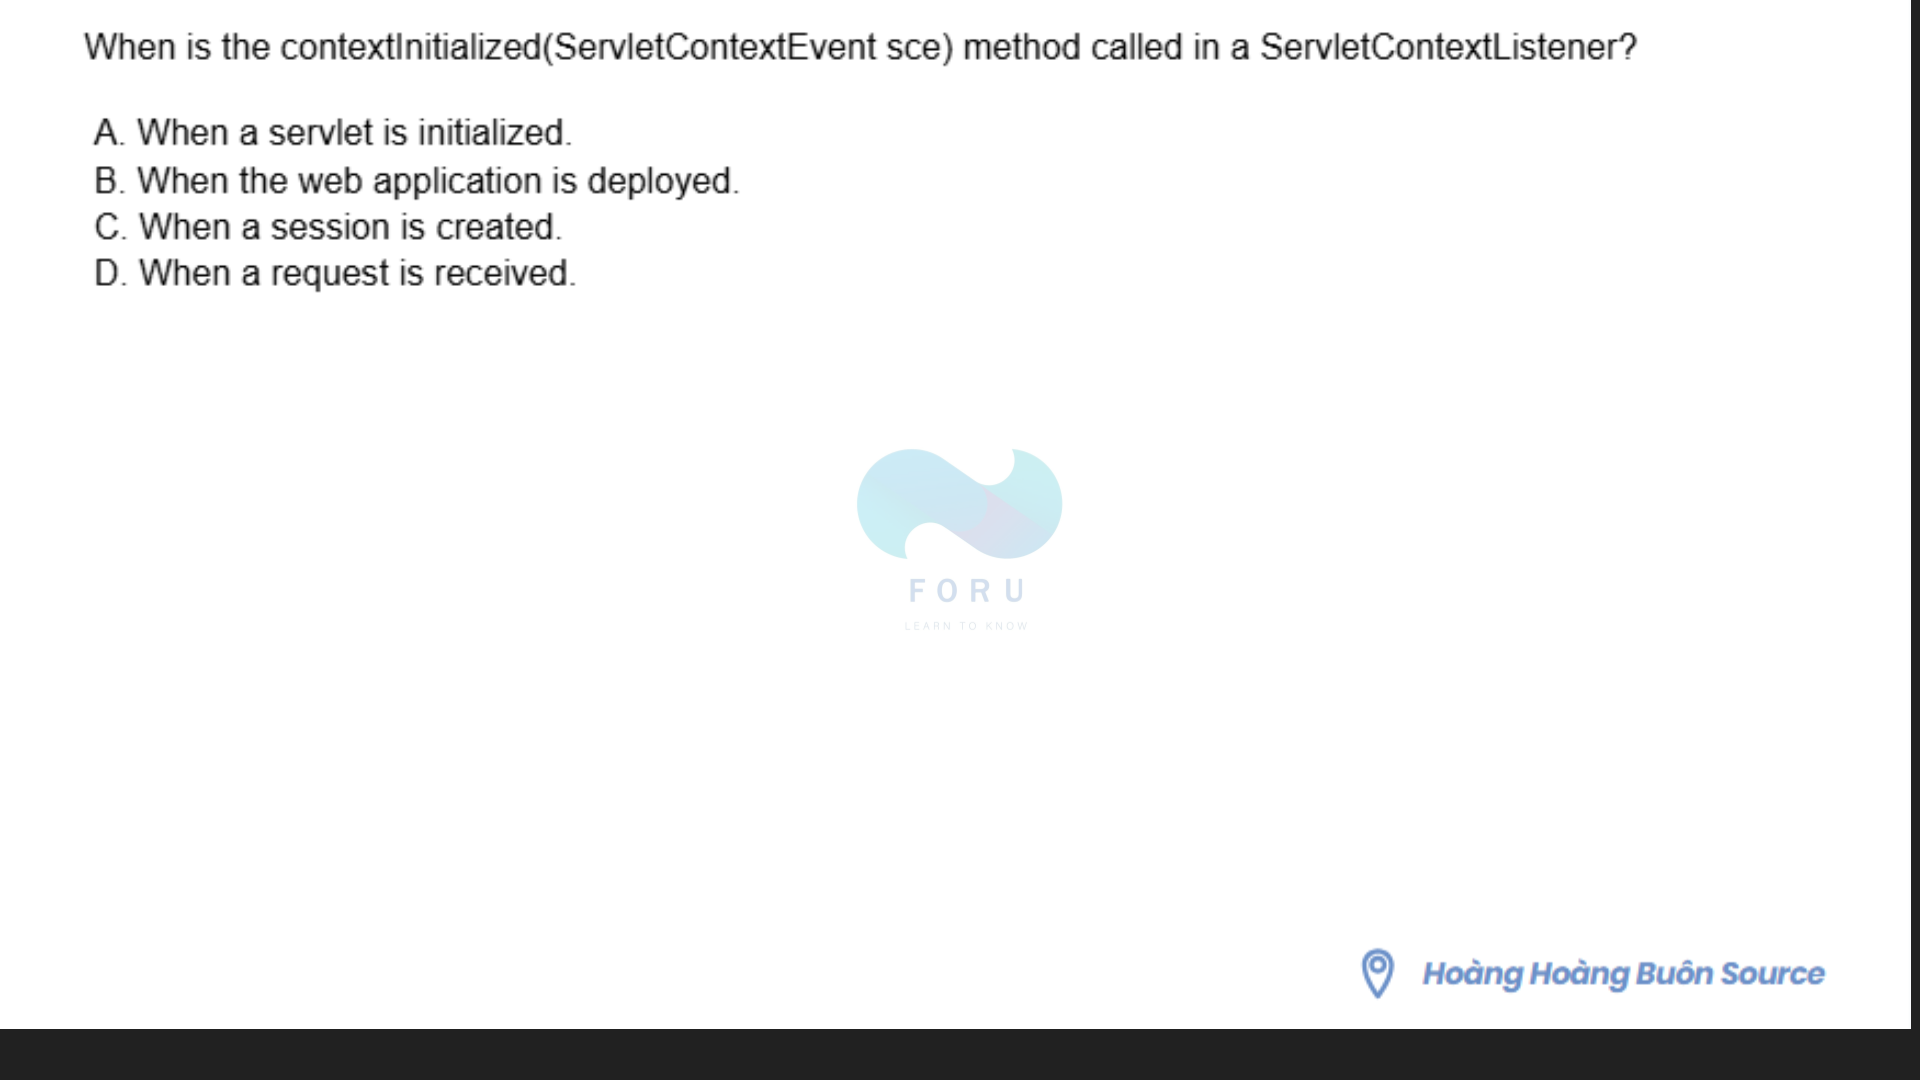 When is the contextInitialized(ServletContextEvent sce) method called in a ServletContextListener?
A. When a servlet is initialized.
B. When the web application is deployed.
C. When a session is created.
D. When a request is received.
FORU
LEARN TO KNOW
Hoàng Hoàng Buôn Source